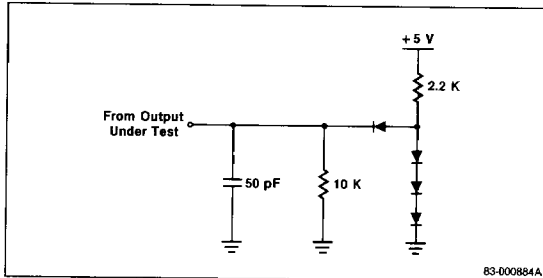 +5 V
2.2 K
From Output
Under Test
50 pF
10 K
83-000884A